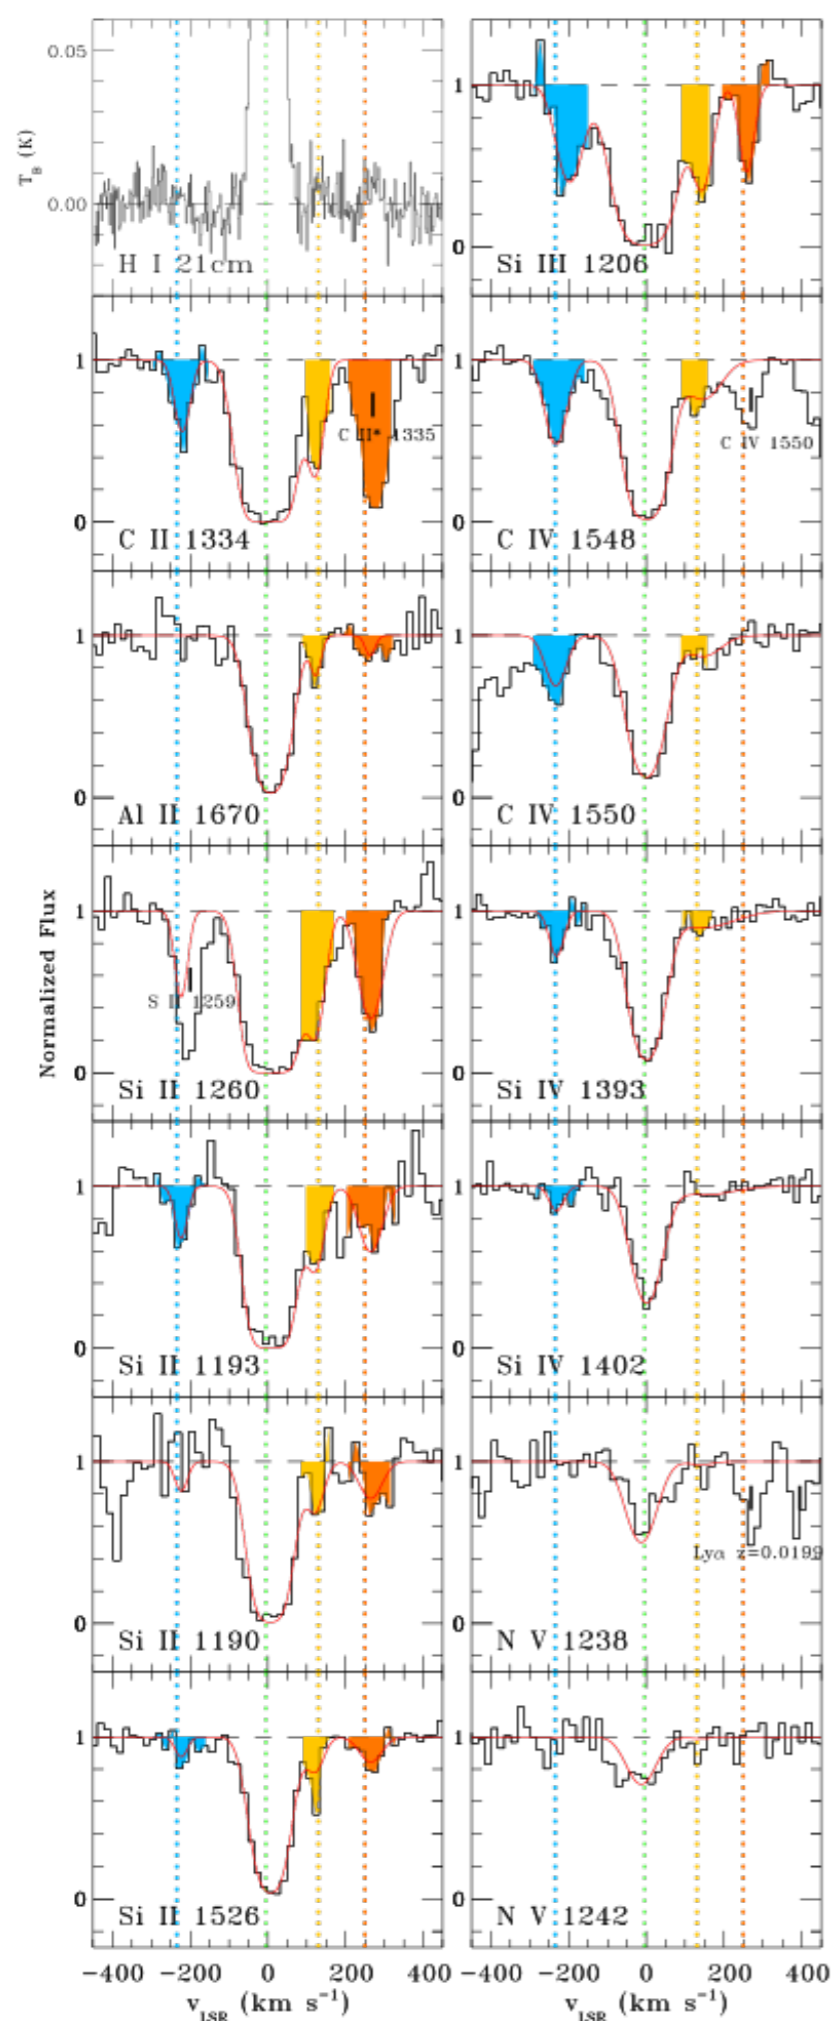 0.05
T_B (K)
0.00
H I 21cm
1
0
Si III 1206
1
C II* 1335
0
C II 1334
1
C IV 1550
0
C IV 1548
1
0
Al II 1670
1
0
C IV 1550
Normalized Flux
1
S II 1259
0
Si II 1260
1
0
Si IV 1393
1
0
Si II 1193
1
0
Si IV 1402
1
0
Si II 1190
1
Lyα z=0.0199
0
N V 1238
1
0
Si II 1526
1
0
N V 1242
−400 −200 0 200 400
v_LSR (km s⁻¹)
−400 −200 0 200 400
v_LSR (km s⁻¹)